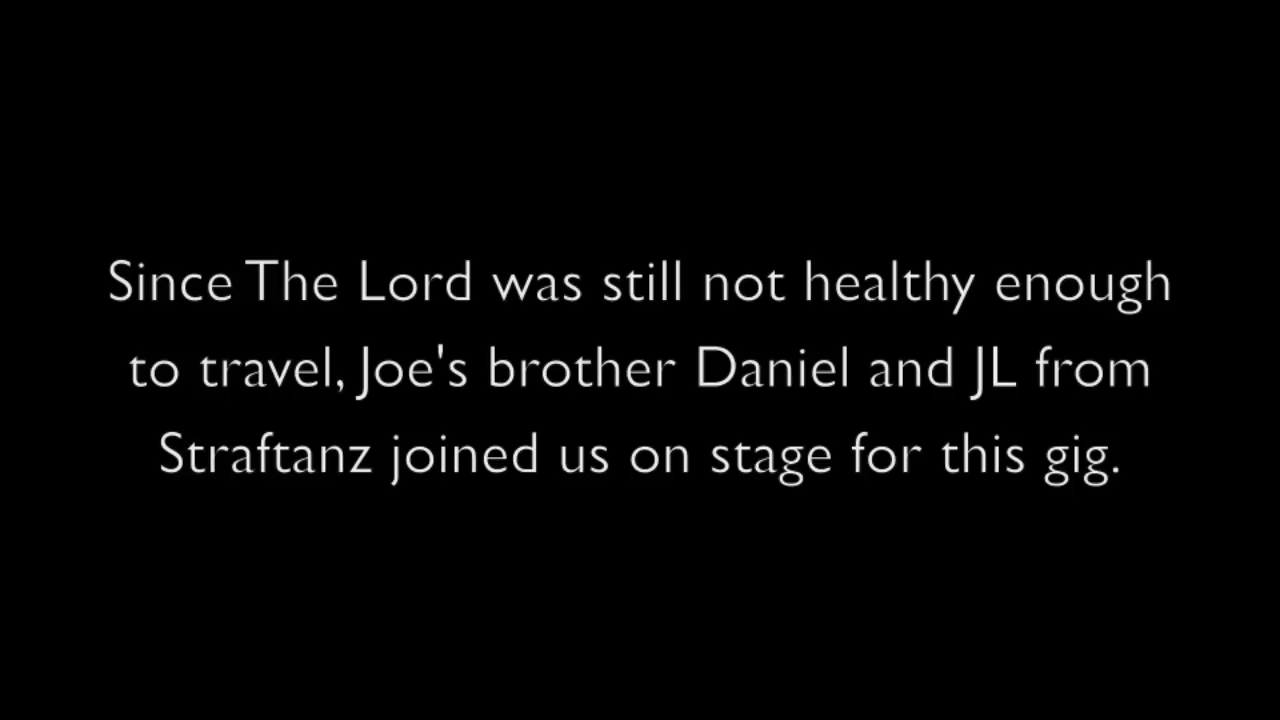 Since The Lord was still not healthy enough
to travel, Joe's brother Daniel and JL from
Straftanz joined us on stage for this gig.